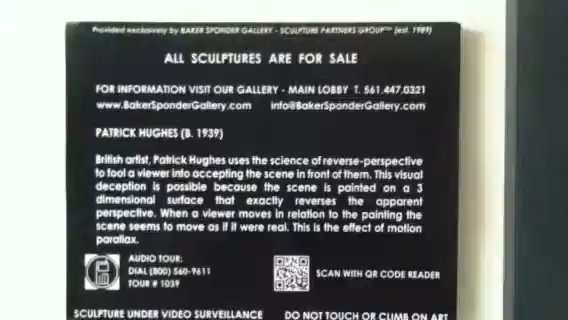 Provided exclusively by BAKER SPONDER GALLERY - SCULPTURE PARTNERS GROUP™ (est. 1989)
ALL SCULPTURES ARE FOR SALE
FOR INFORMATION VISIT OUR GALLERY - MAIN LOBBY T. 561.447.0321
www.BakerSponderGallery.com info@BakerSponderGallery.com
PATRICK HUGHES (B. 1939)
British artist, Patrick Hughes uses the science of reverse-perspective
to fool a viewer into accepting the scene in front of them. This visual
deception is possible because the scene is painted on a 3
dimensional surface that exactly reverses the apparent
perspective. When a viewer moves in relation to the painting the
scene seems to move as if it were real. This is the effect of motion
parallax.
AUDIO TOUR:
DIAL (800) 560-9611
TOUR # 1039
SCAN WITH QR CODE READER
SCULPTURE UNDER VIDEO SURVEILLANCE DO NOT TOUCH OR CLIMB ON ART